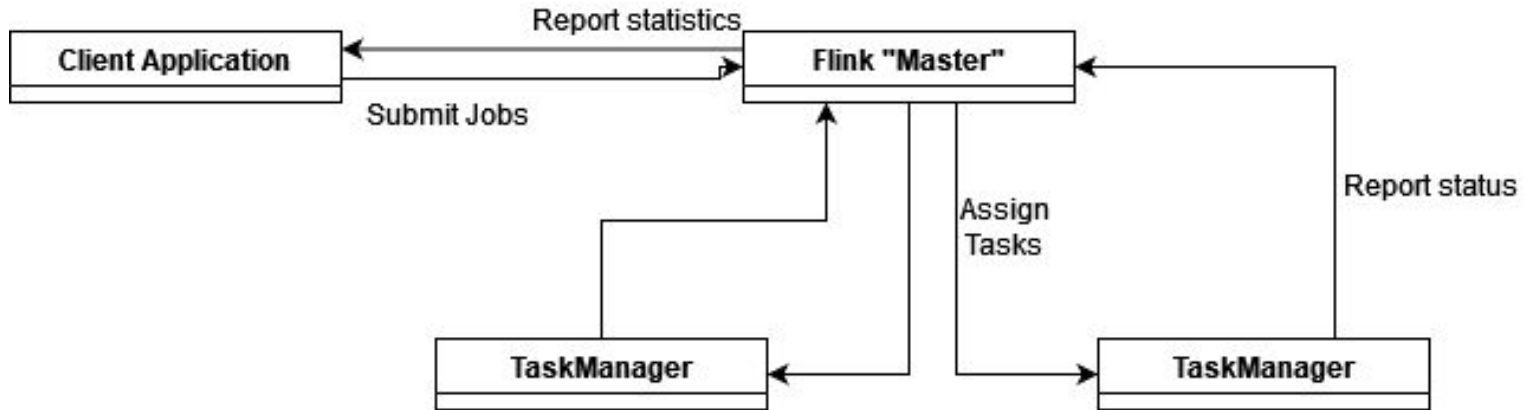 Report statistics
Client Application
Flink "Master"
Submit Jobs
Report status
Assign
Tasks
TaskManager
TaskManager